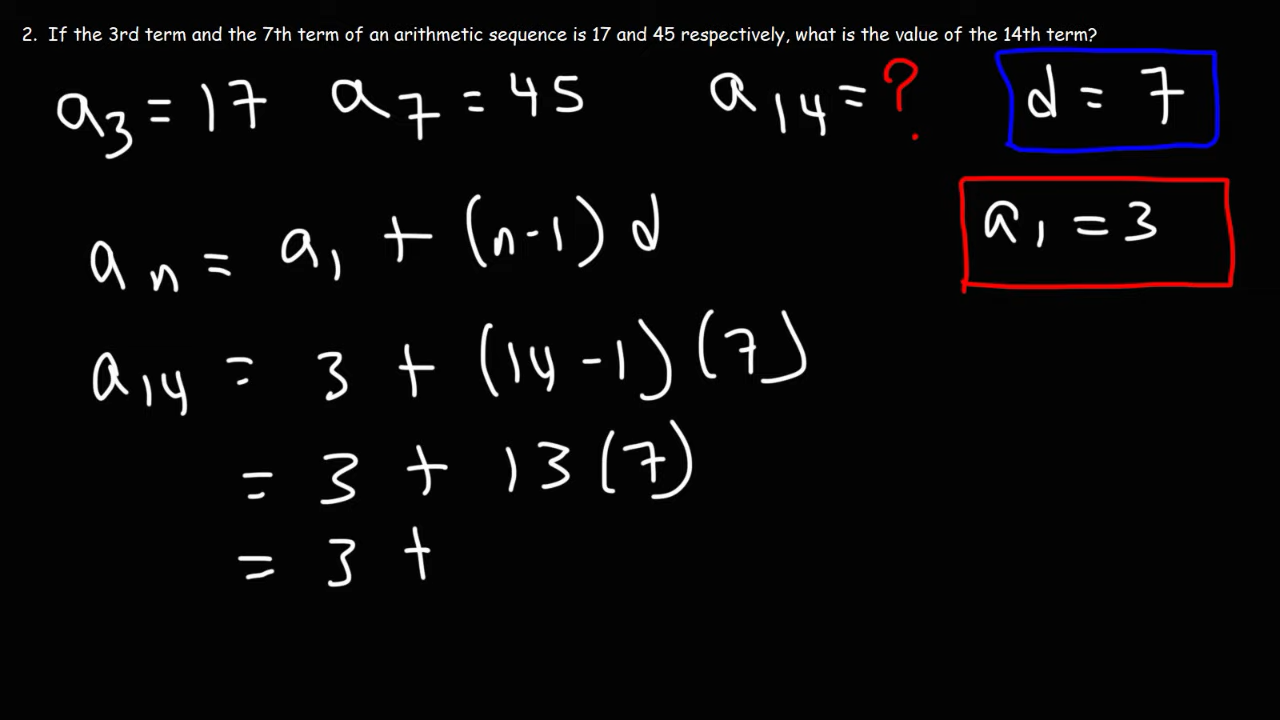 2. If the 3rd term and the 7th term of an arithmetic sequence is 17 and 45 respectively, what is the value of the 14th term?
a₃ = 17 a₇ = 45 a₁₄ = ? d = 7
a₁ = 3
aₙ = a₁ + (n-1) d
a₁₄ = 3 + (14 - 1) (7)
= 3 + 13 (7)
= 3 +